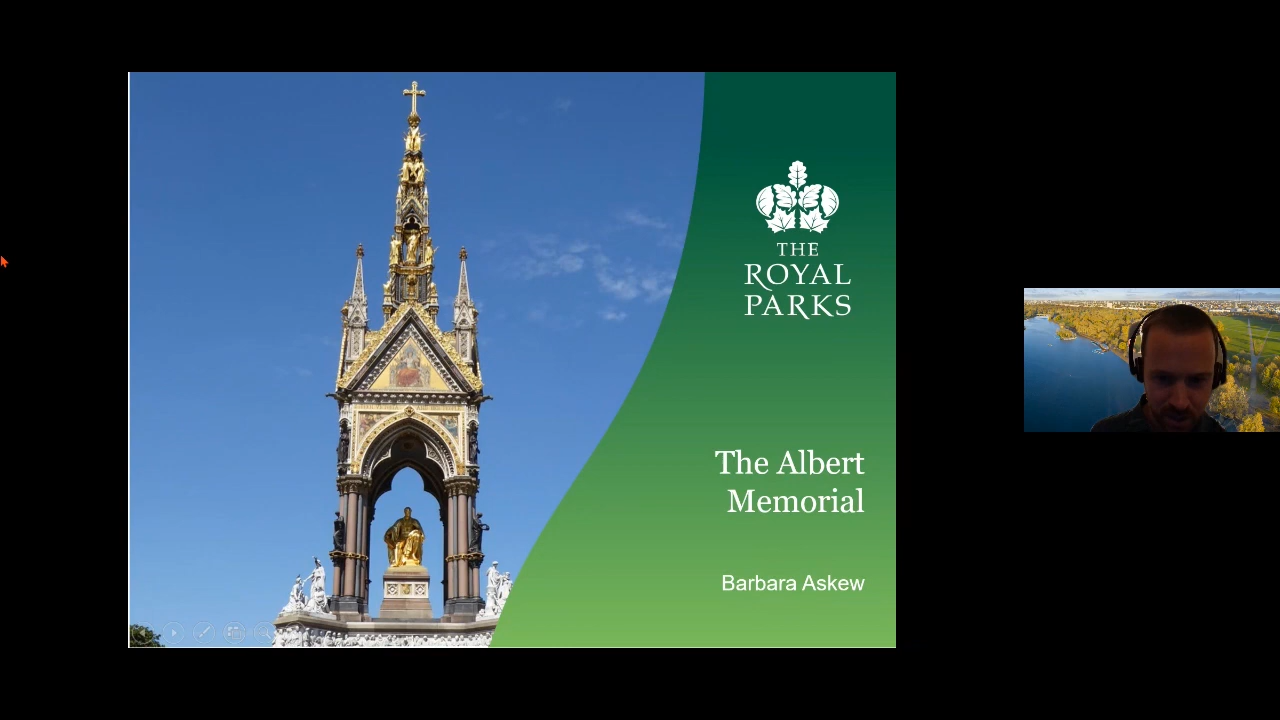 THE
ROYAL
PARKS
The Albert
Memorial
Barbara Askew